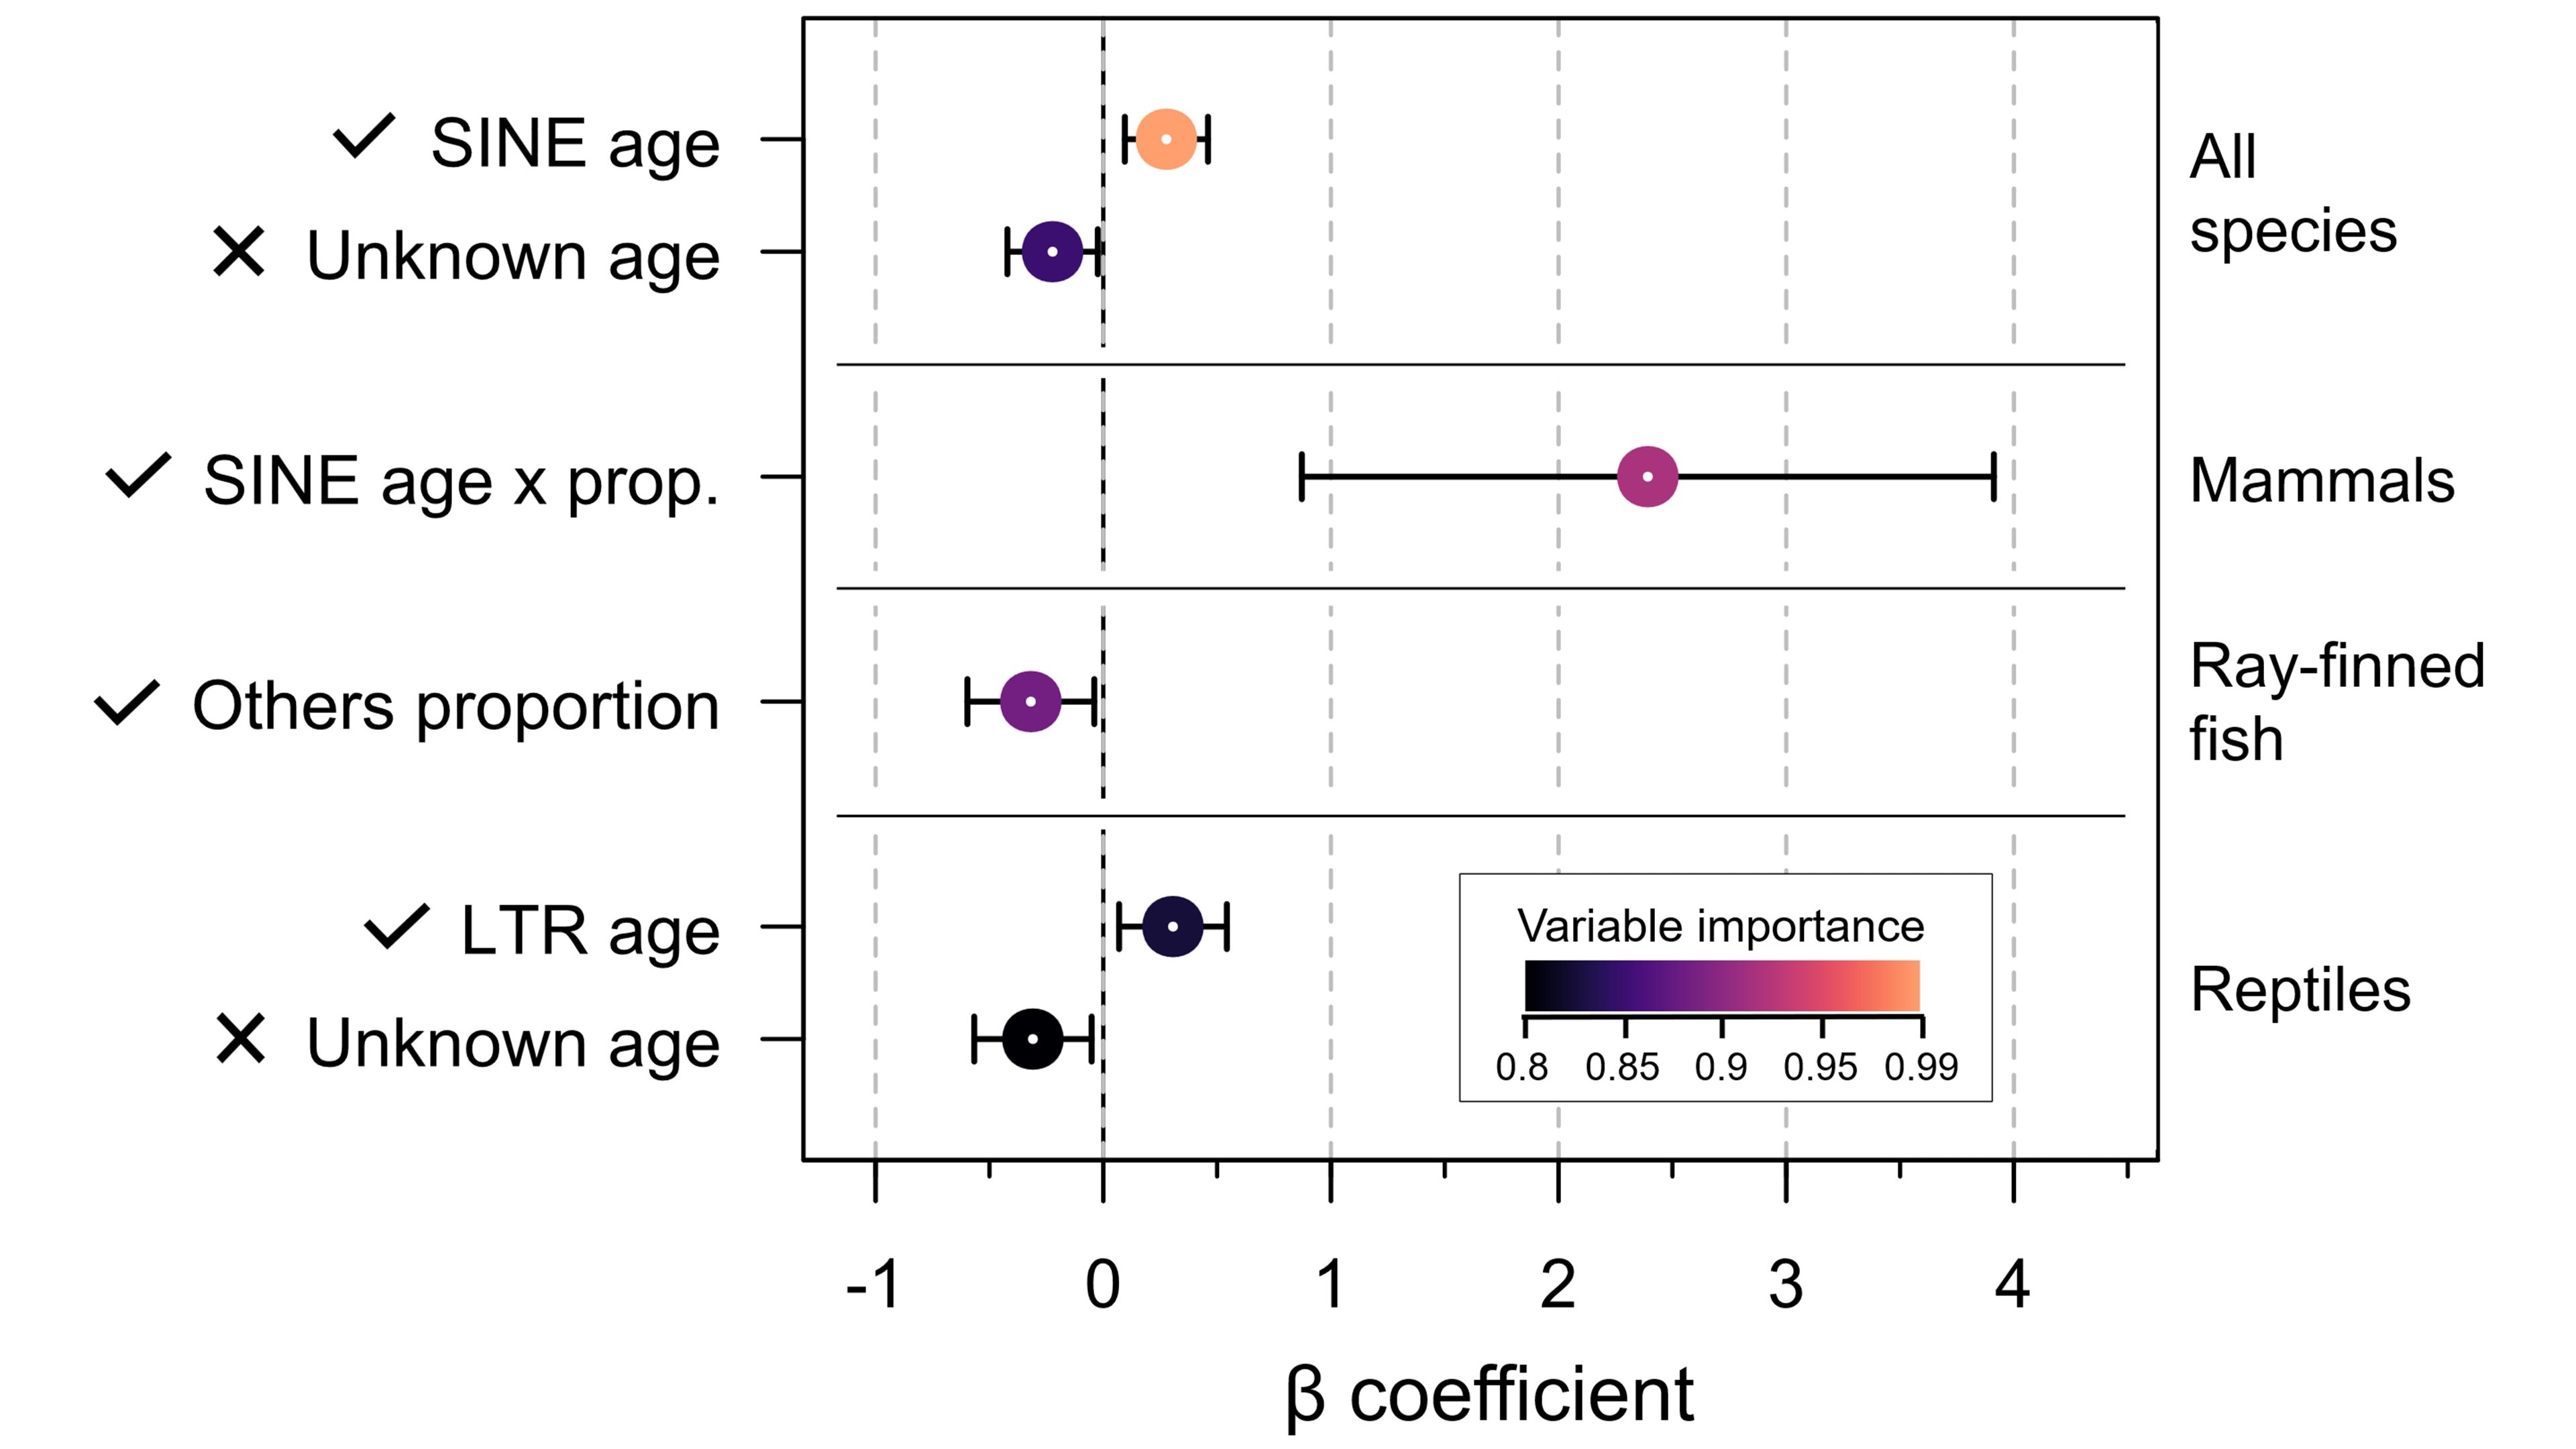 ✓ SINE age
✕ Unknown age
All
species
✓ SINE age x prop.
Mammals
✓ Others proportion
Ray-finned
fish
✓ LTR age
✕ Unknown age
Reptiles
Variable importance
0.8 0.85 0.9 0.95 0.99
-1 0 1 2 3 4
β coefficient